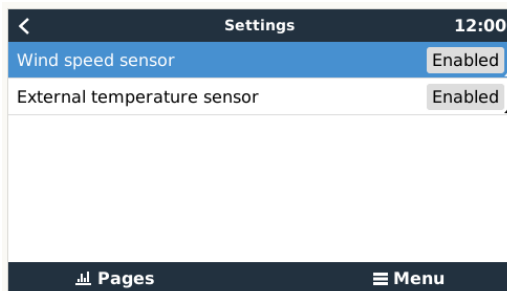 Settings 12:00
Wind speed sensor Enabled
External temperature sensor Enabled
Pages Menu